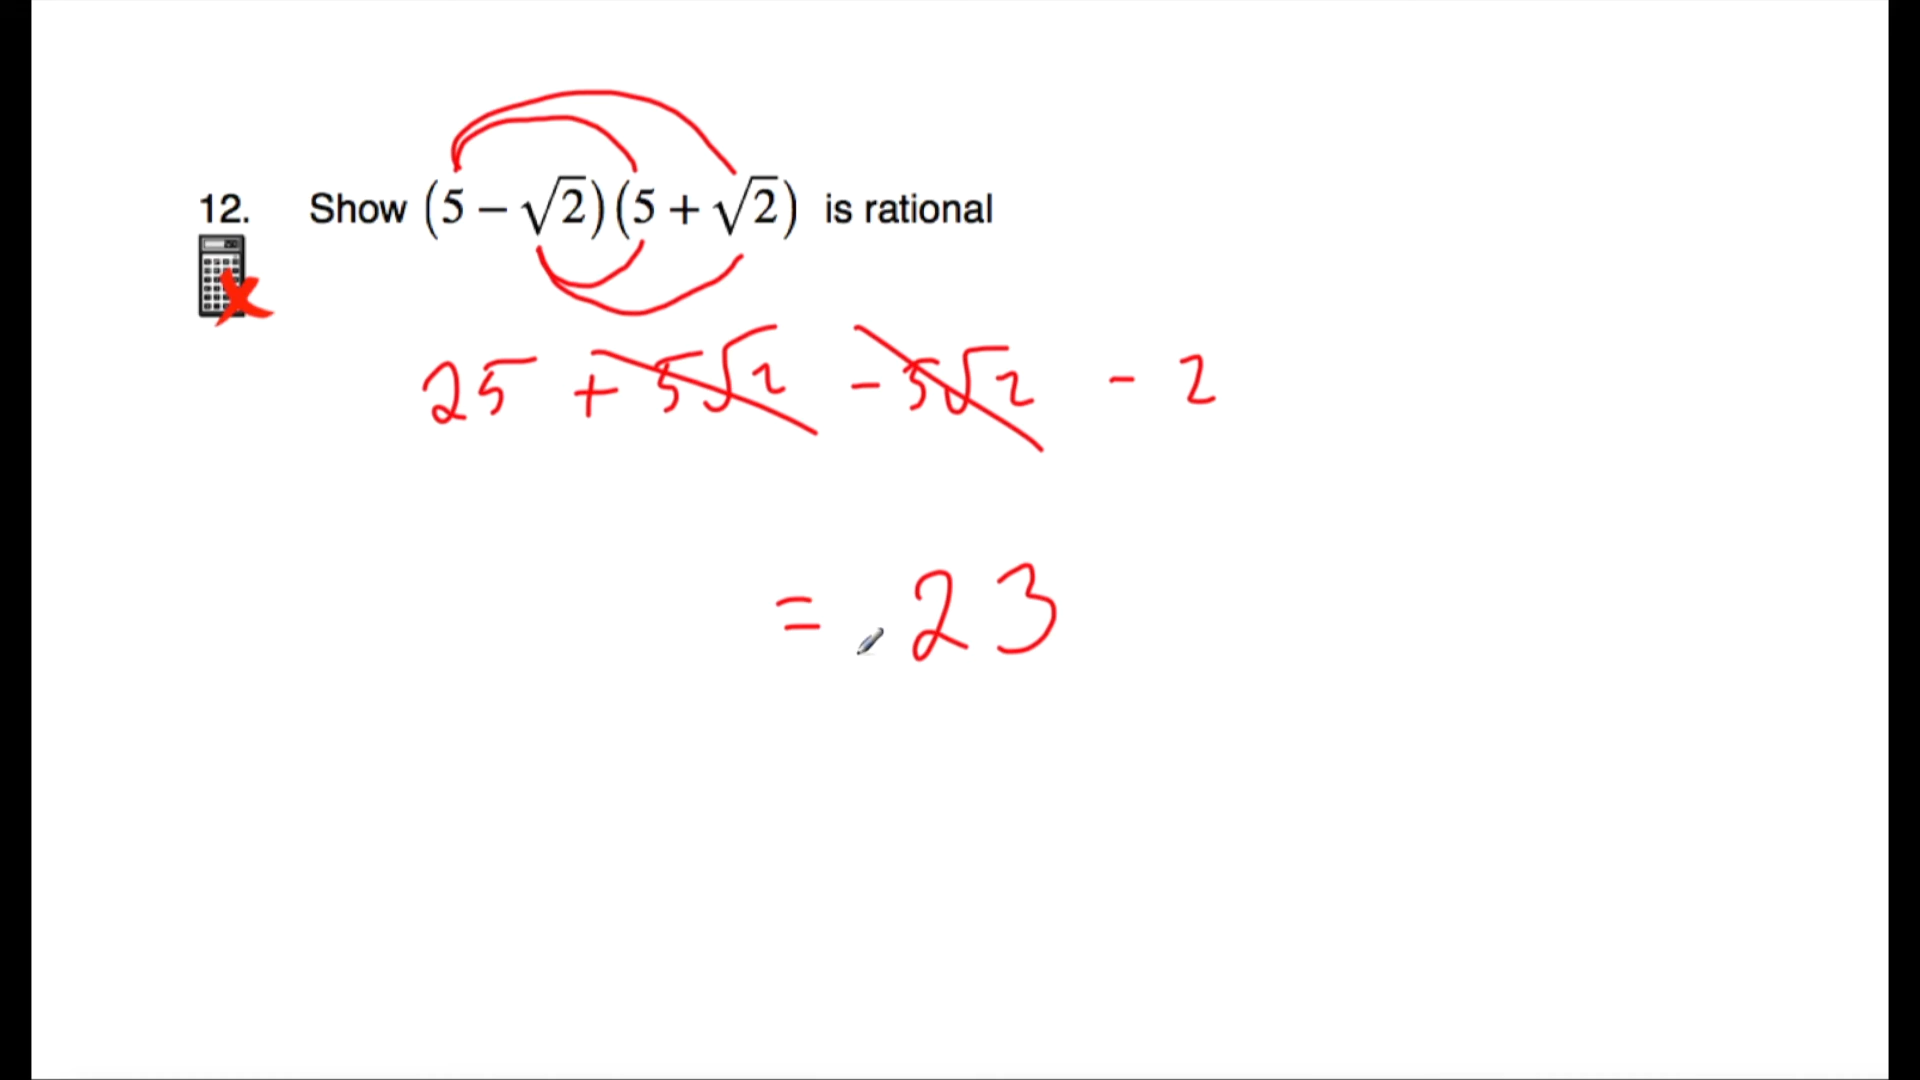 12. Show (5 − √2)(5 + √2) is rational
25 + 5√2 − 5√2 - 2
= 23